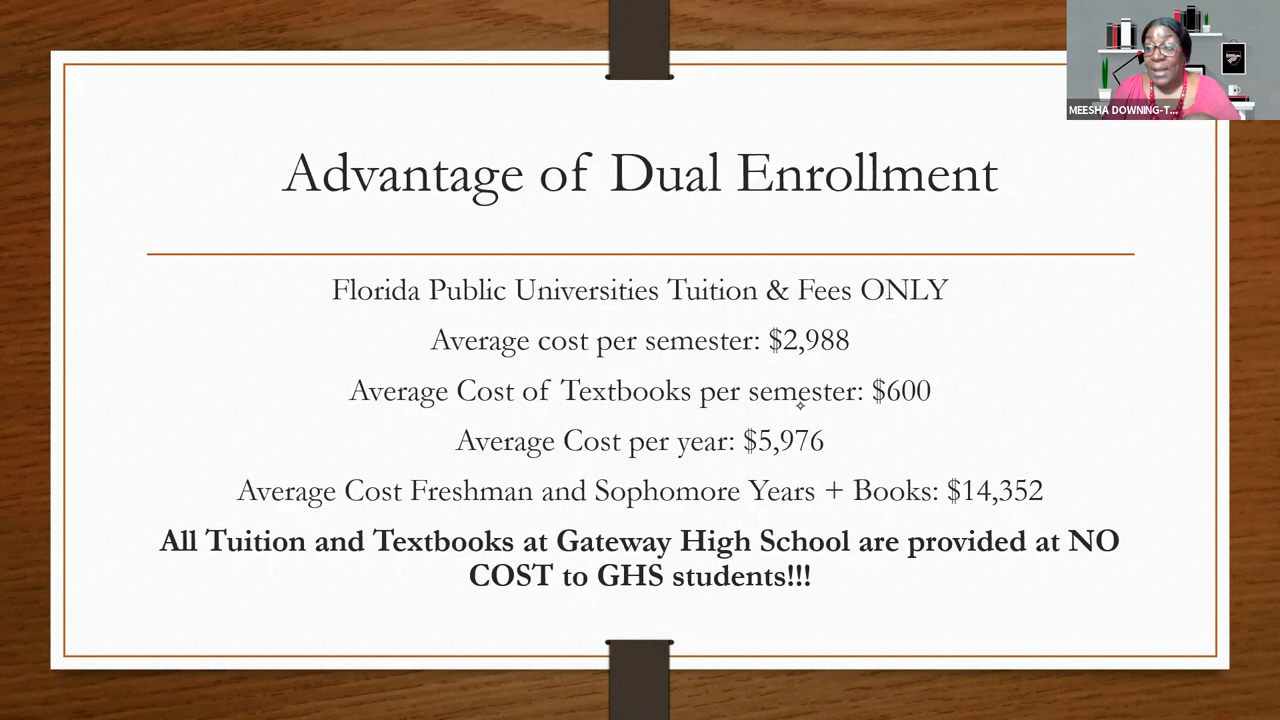 MEESHA DOWNING-T...
Advantage of Dual Enrollment
Florida Public Universities Tuition & Fees ONLY
Average cost per semester: $2,988
Average Cost of Textbooks per semester: $600
Average Cost per year: $5,976
Average Cost Freshman and Sophomore Years + Books: $14,352
All Tuition and Textbooks at Gateway High School are provided at NO
COST to GHS students!!!